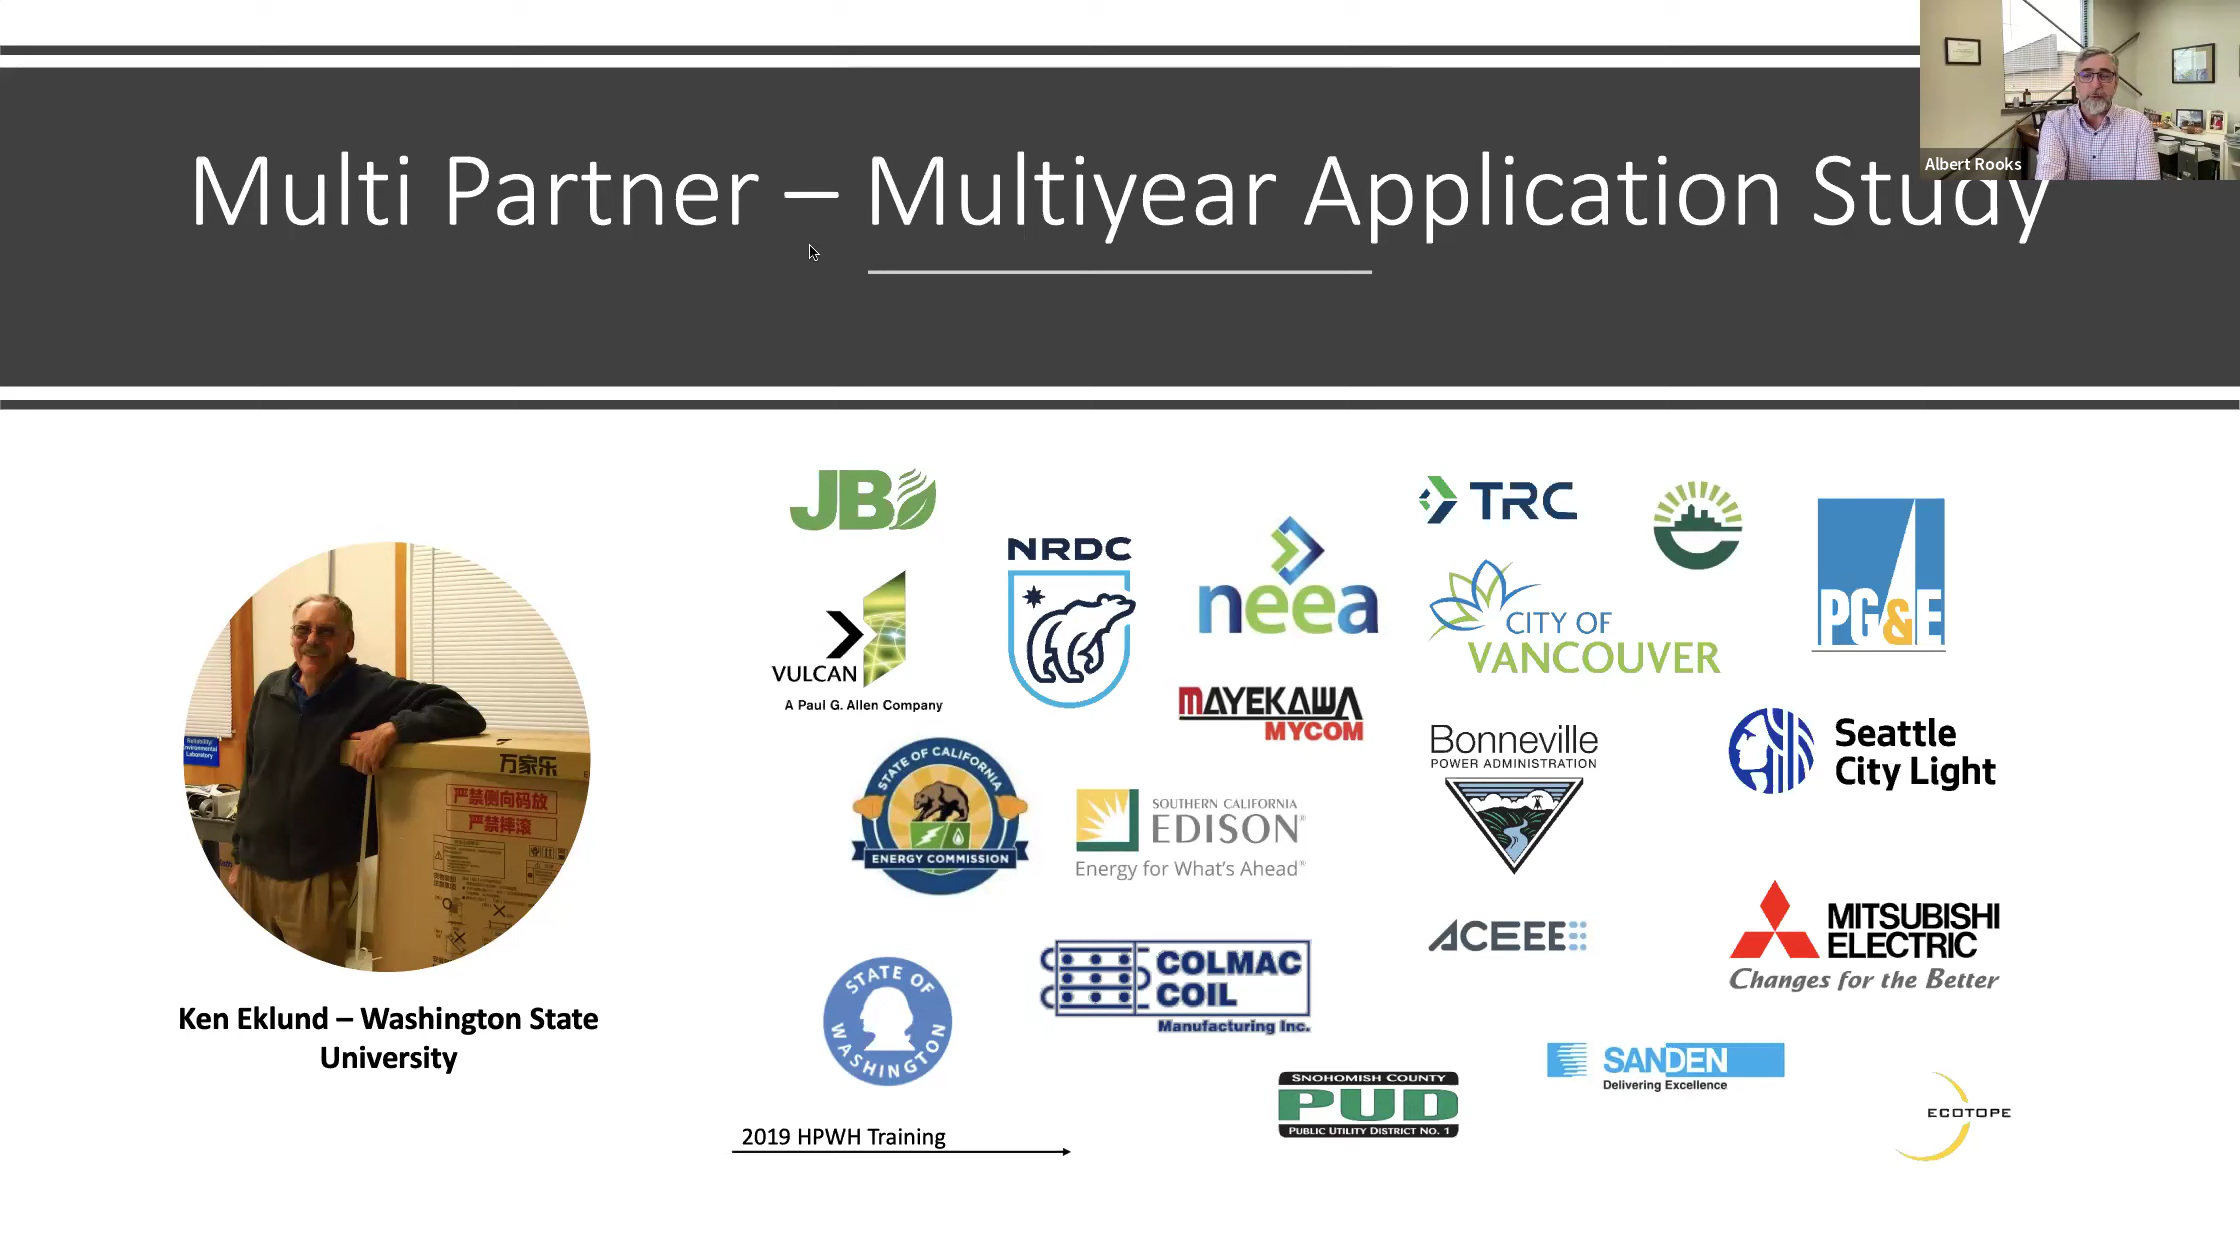 Albert Rooks
Multi Partner – Multiyear Application Study
JB
TRC
NRDC
neea
PG&E
VULCAN
A Paul G. Allen Company
CITY OF
VANCOUVER
MAYEKAWA
MYCOM
Bonneville
POWER ADMINISTRATION
Seattle
City Light
STATE OF CALIFORNIA
ENERGY COMMISSION
SOUTHERN CALIFORNIA
EDISON®
Energy for What's Ahead®
万家乐
严禁侧向码放
严禁摔滚
ACEEE
MITSUBISHI
ELECTRIC
Changes for the Better
COLMAC
COIL
Manufacturing Inc.
STATE OF
WASHINGTON
Ken Eklund – Washington State
University
SANDEN
Delivering Excellence
SNOHOMISH COUNTY
PUD
PUBLIC UTILITY DISTRICT NO. 1
ECOTOPE
2019 HPWH Training